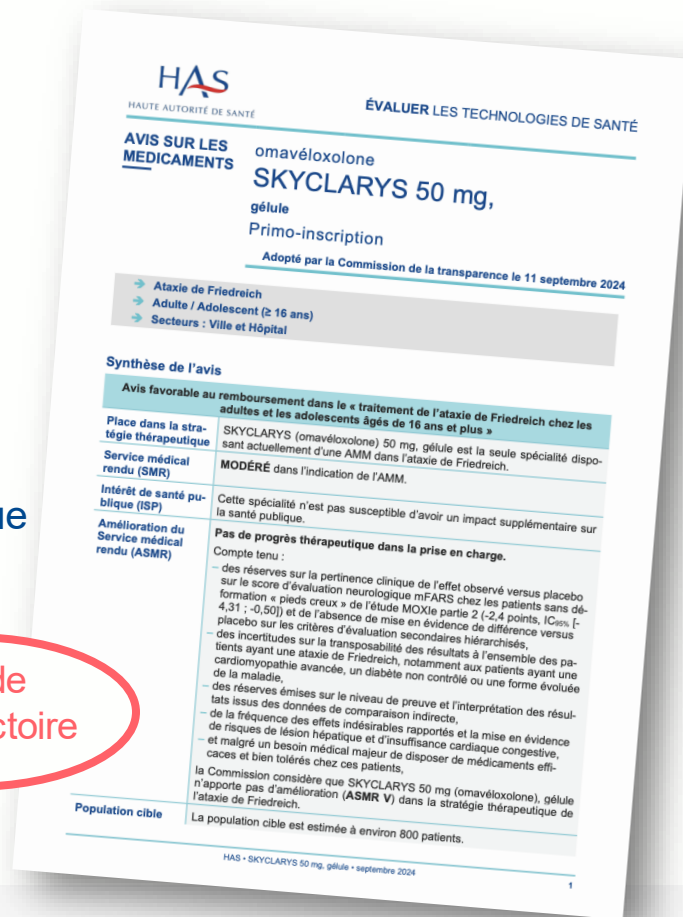 HAS
HAUTE AUTORITÉ DE SANTÉ
ÉVALUER LES TECHNOLOGIES DE SANTÉ
AVIS SUR LES
MEDICAMENTS
omavéloxolone
SKYCLARYS 50 mg,
gélule
Primo-inscription
Adopté par la Commission de la transparence le 11 septembre 2024
➔ Ataxie de Friedreich
➔ Adulte / Adolescent (≥ 16 ans)
➔ Secteurs : Ville et Hôpital
Synthèse de l'avis
Avis favorable au remboursement dans le « traitement de l'ataxie de Friedreich chez les
adultes et les adolescents âgés de 16 ans et plus »
Place dans la stra-
tégie thérapeutique
SKYCLARYS (omavéloxolone) 50 mg, gélule est la seule spécialité dispo-
sant actuellement d'une AMM dans l'ataxie de Friedreich.
Service médical
rendu (SMR)
MODÉRÉ dans l'indication de l'AMM.
Intérêt de santé pu-
blique (ISP)
Cette spécialité n'est pas susceptible d'avoir un impact supplémentaire sur
la santé publique.
Amélioration du
Service médical
rendu (ASMR)
Pas de progrès thérapeutique dans la prise en charge.
Compte tenu :
– des réserves sur la pertinence clinique de l'effet observé versus placebo
sur le score d'évaluation neurologique mFARS chez les patients sans dé-
formation « pieds creux » de l'étude MOXIe partie 2 (-2,4 points, IC95% [-
4,31 ; -0,50]) et de l'absence de mise en évidence de différence versus
placebo sur les critères d'évaluation secondaires hiérarchisés,
– des incertitudes sur la transposabilité des résultats à l'ensemble des pa-
tients ayant une ataxie de Friedreich, notamment aux patients ayant une
cardiomyopathie avancée, un diabète non contrôlé ou une forme évoluée
de la maladie,
– des réserves émises sur le niveau de preuve et l'interprétation des résul-
tats issus des données de comparaison indirecte,
– de la fréquence des effets indésirables rapportés et la mise en évidence
de risques de lésion hépatique et d'insuffisance cardiaque congestive,
– et malgré un besoin médical majeur de disposer de médicaments effi-
caces et bien tolérés chez ces patients,
la Commission considère que SKYCLARYS 50 mg (omavéloxolone), gélule
n'apporte pas d'amélioration (ASMR V) dans la stratégie thérapeutique de
l'ataxie de Friedreich.
Population cible
La population cible est estimée à environ 800 patients.
HAS • SKYCLARYS 50 mg, gélule • septembre 2024
1
ue
de
ctoire